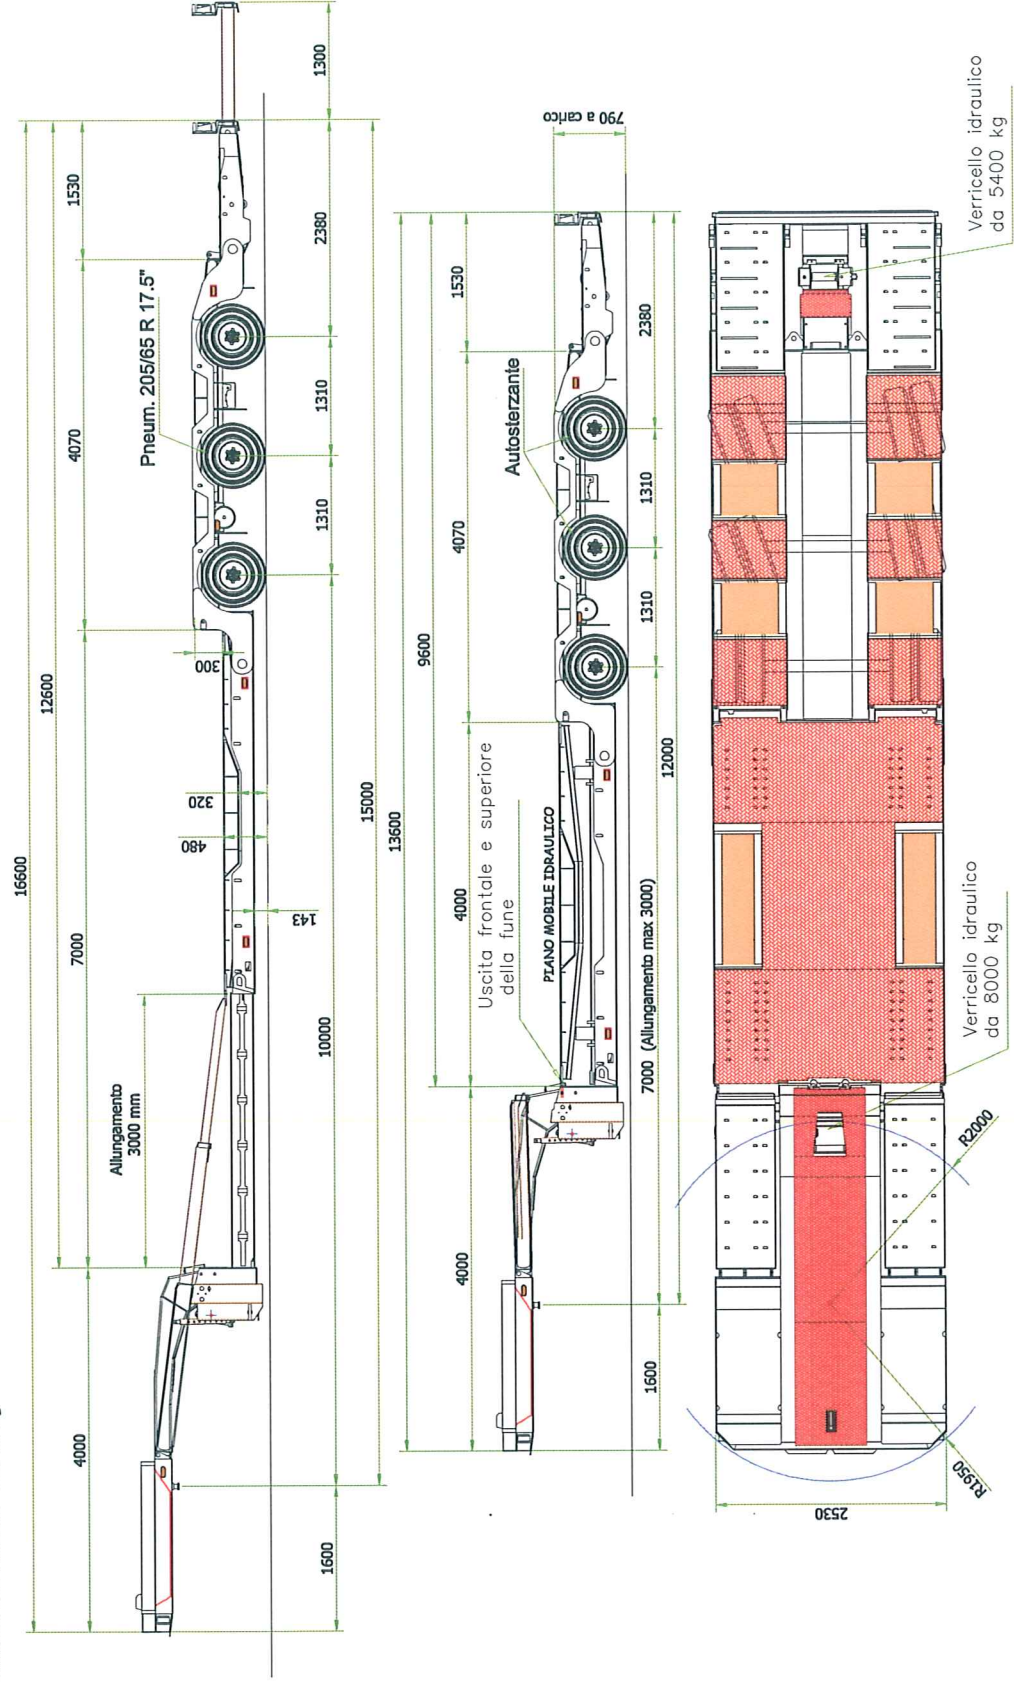 1300
16600
12600
1530
4070
7000
4000
Pneum. 205/65 R 17.5"
2380
1310
1310
300
320
480
143
Allungamento
3000 mm
10000
15000
1600
790 a carico
13600
9600
1530
4070
4000
4000
Autosterzante
2380
1310
1310
Uscita frontale e superiore
della fune
PIANO MOBILE IDRAULICO
7000 (Allungamento max 3000)
12000
1600
Verricello idraulico
da 5400 kg
Verricello idraulico
da 8000 kg
R2000
R1950
2530